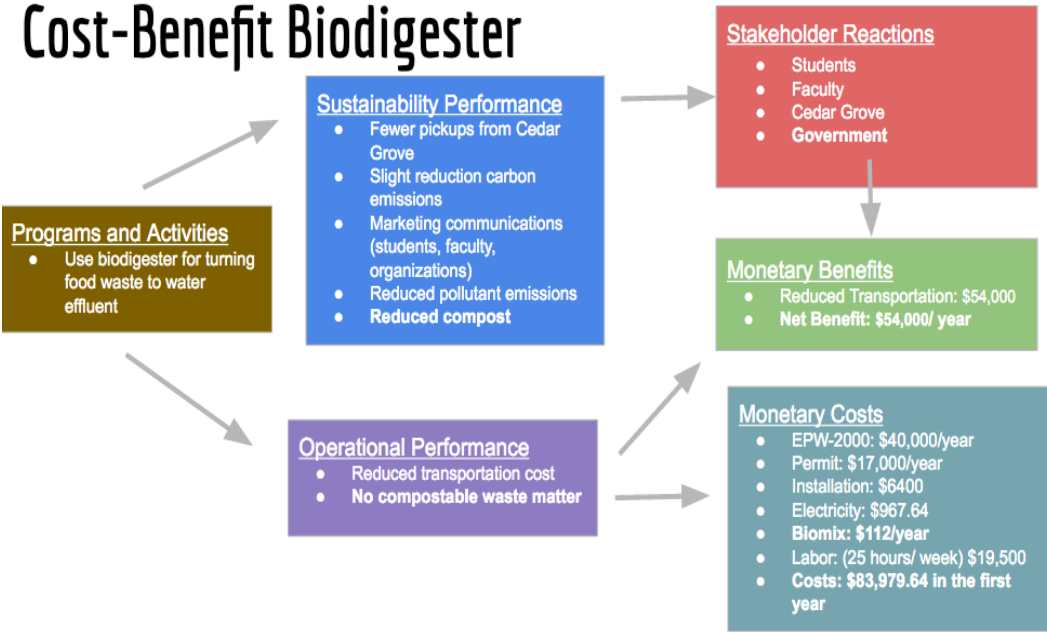 Cost-Benefit Biodigester
Programs and Activities
● Use biodigester for turning
food waste to water
effluent
Sustainability Performance
● Fewer pickups from Cedar
Grove
● Slight reduction carbon
emissions
● Marketing communications
(students, faculty,
organizations)
● Reduced pollutant emissions
● Reduced compost
Operational Performance
● Reduced transportation cost
● No compostable waste matter
Stakeholder Reactions
● Students
● Faculty
● Cedar Grove
● Government
Monetary Benefits
● Reduced Transportation: $54,000
● Net Benefit: $54,000/ year
Monetary Costs
● EPW-2000: $40,000/year
● Permit: $17,000/year
● Installation: $6400
● Electricity: $967.64
● Biomix: $112/year
● Labor: (25 hours/ week) $19,500
● Costs: $83,979.64 in the first
year